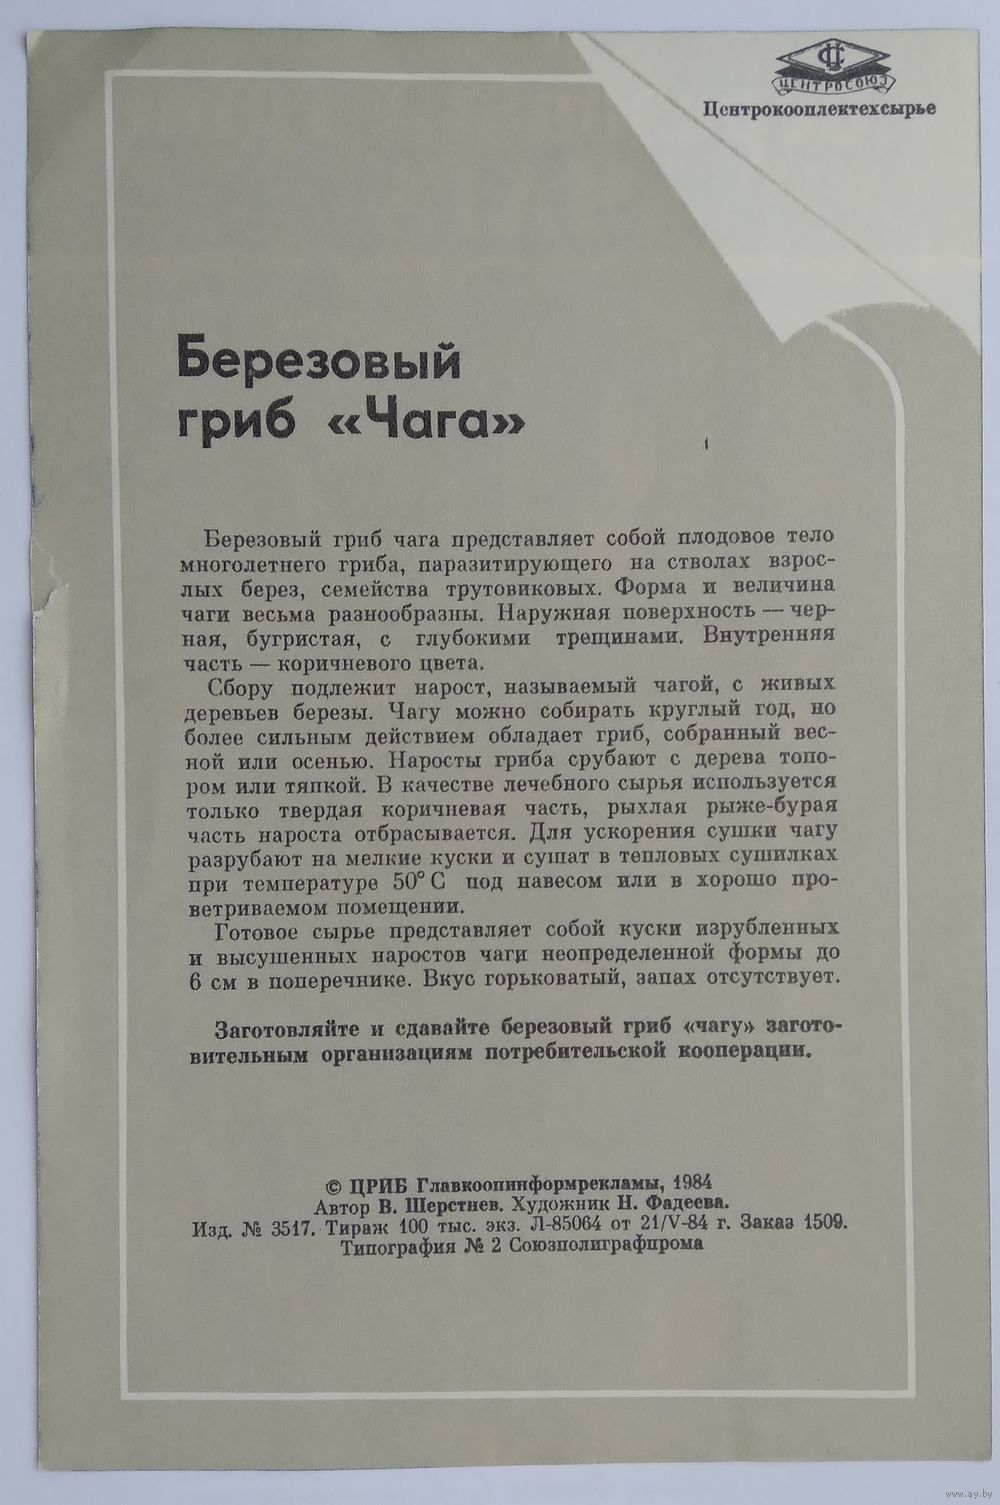 ЦЕНТРОСОЮЗ
Центрокооплектехсырье
Березовый
гриб «Чага»
Березовый гриб чага представляет собой плодовое тело
многолетнего гриба, паразитирующего на стволах взрос-
лых берез, семейства трутовиковых. Форма и величина
чаги весьма разнообразны. Наружная поверхность — чер-
ная, бугристая, с глубокими трещинами. Внутренняя
часть — коричневого цвета.
Сбору подлежит нарост, называемый чагой, с живых
деревьев березы. Чагу можно собирать круглый год, но
более сильным действием обладает гриб, собранный вес-
ной или осенью. Наросты гриба срубают с дерева топо-
ром или тяпкой. В качестве лечебного сырья используется
только твердая коричневая часть, рыхлая рыже-бурая
часть нароста отбрасывается. Для ускорения сушки чагу
разрубают на мелкие куски и сушат в тепловых сушилках
при температуре 50° С под навесом или в хорошо про-
ветриваемом помещении.
Готовое сырье представляет собой куски изрубленных
и высушенных наростов чаги неопределенной формы до
6 см в поперечнике. Вкус горьковатый, запах отсутствует.
Заготовляйте и сдавайте березовый гриб «чагу» загото-
вительным организациям потребительской кооперации.
© ЦРИБ Главкоопинформрекламы, 1984
Автор В. Шерстнев. Художник Н. Фадеева.
Изд. № 3517. Тираж 100 тыс. экз. Л-85064 от 21/V-84 г. Заказ 1509.
Типография № 2 Союзполиграфпрома
www.ay.by